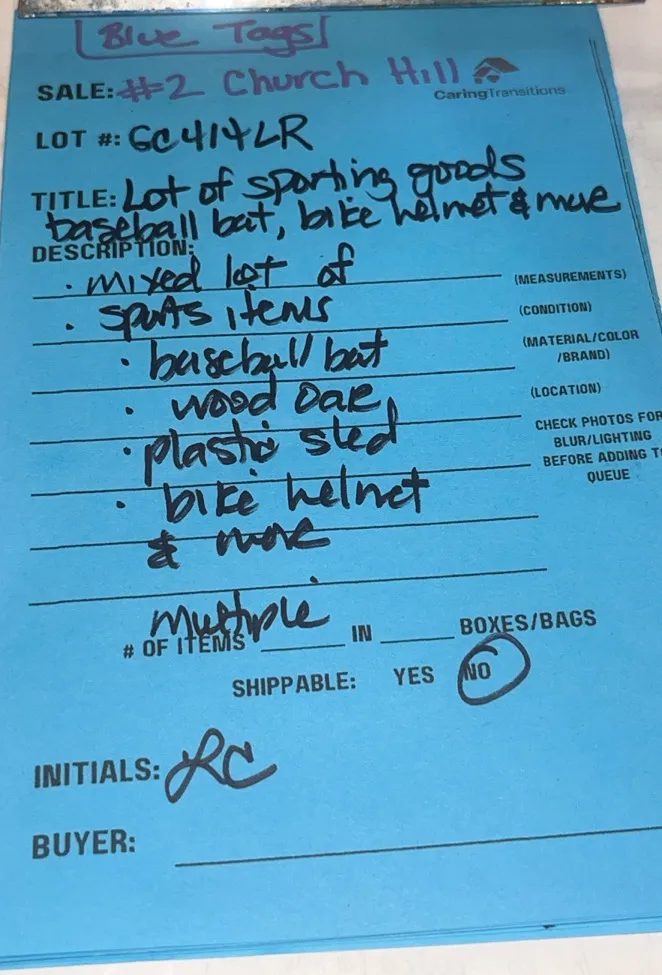 Blue Tags
SALE: #2 Church Hill
CaringTransitions
LOT #: GC414LR
TITLE: Lot of sporting goods
baseball bat, bike helmet & more
DESCRIPTION:
· mixed lot of
(MEASUREMENTS)
· sports items
(CONDITION)
· baseball bat
(MATERIAL/COLOR
/BRAND)
· wood oar
(LOCATION)
· plastic sled
CHECK PHOTOS FOR
BLUR/LIGHTING
BEFORE ADDING TO
QUEUE
· bike helmet
& more
Multiple
# OF ITEMS IN BOXES/BAGS
SHIPPABLE: YES NO
INITIALS: RC
BUYER: